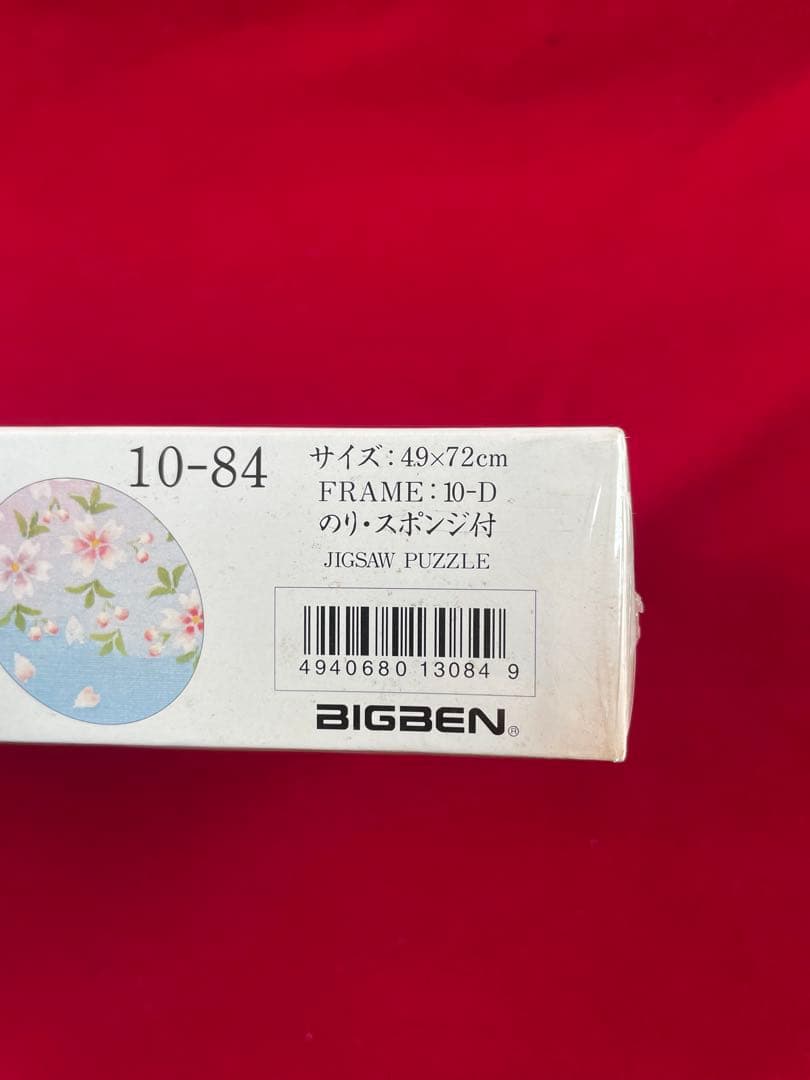 10-84
サイズ：49×72cm
FRAME：10-D
のり・スポンジ付
JIGSAW PUZZLE
4940680 13084 9
BIGBEN®